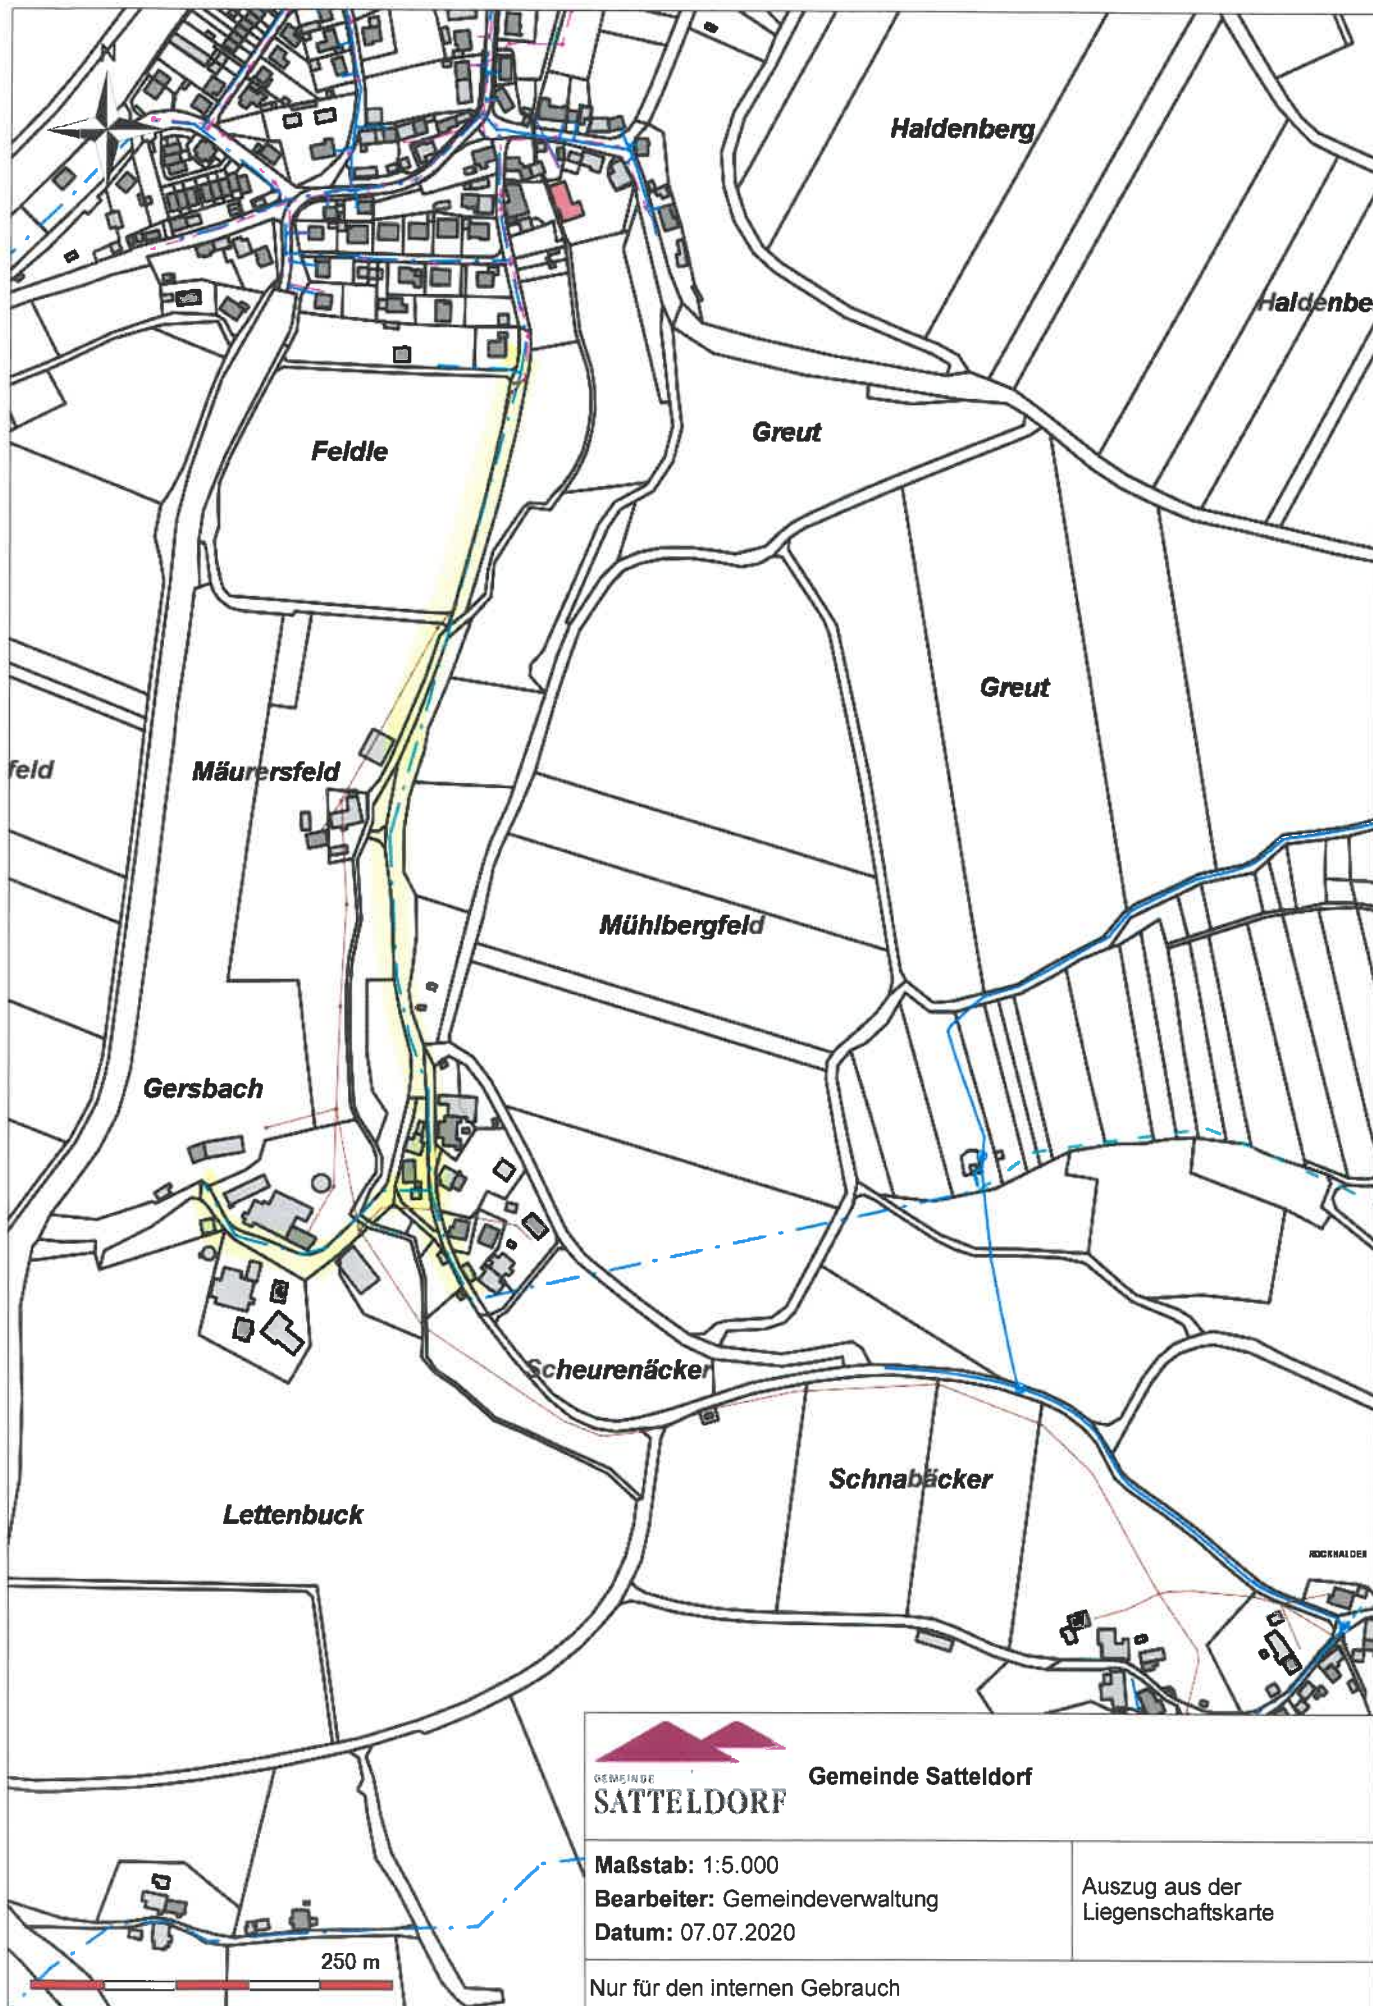 N
Haldenberg
Haldenbe
Greut
Feldle
Greut
feld
Mäurersfeld
Mühlbergfeld
Gersbach
Scheurenäcker
Schnabäcker
Lettenbuck
ROCKHALDEN
GEMEINDE
SATTELDORF
Gemeinde Satteldorf
Maßstab: 1:5.000
Bearbeiter: Gemeindeverwaltung
Datum: 07.07.2020
Auszug aus der
Liegenschaftskarte
250 m
Nur für den internen Gebrauch